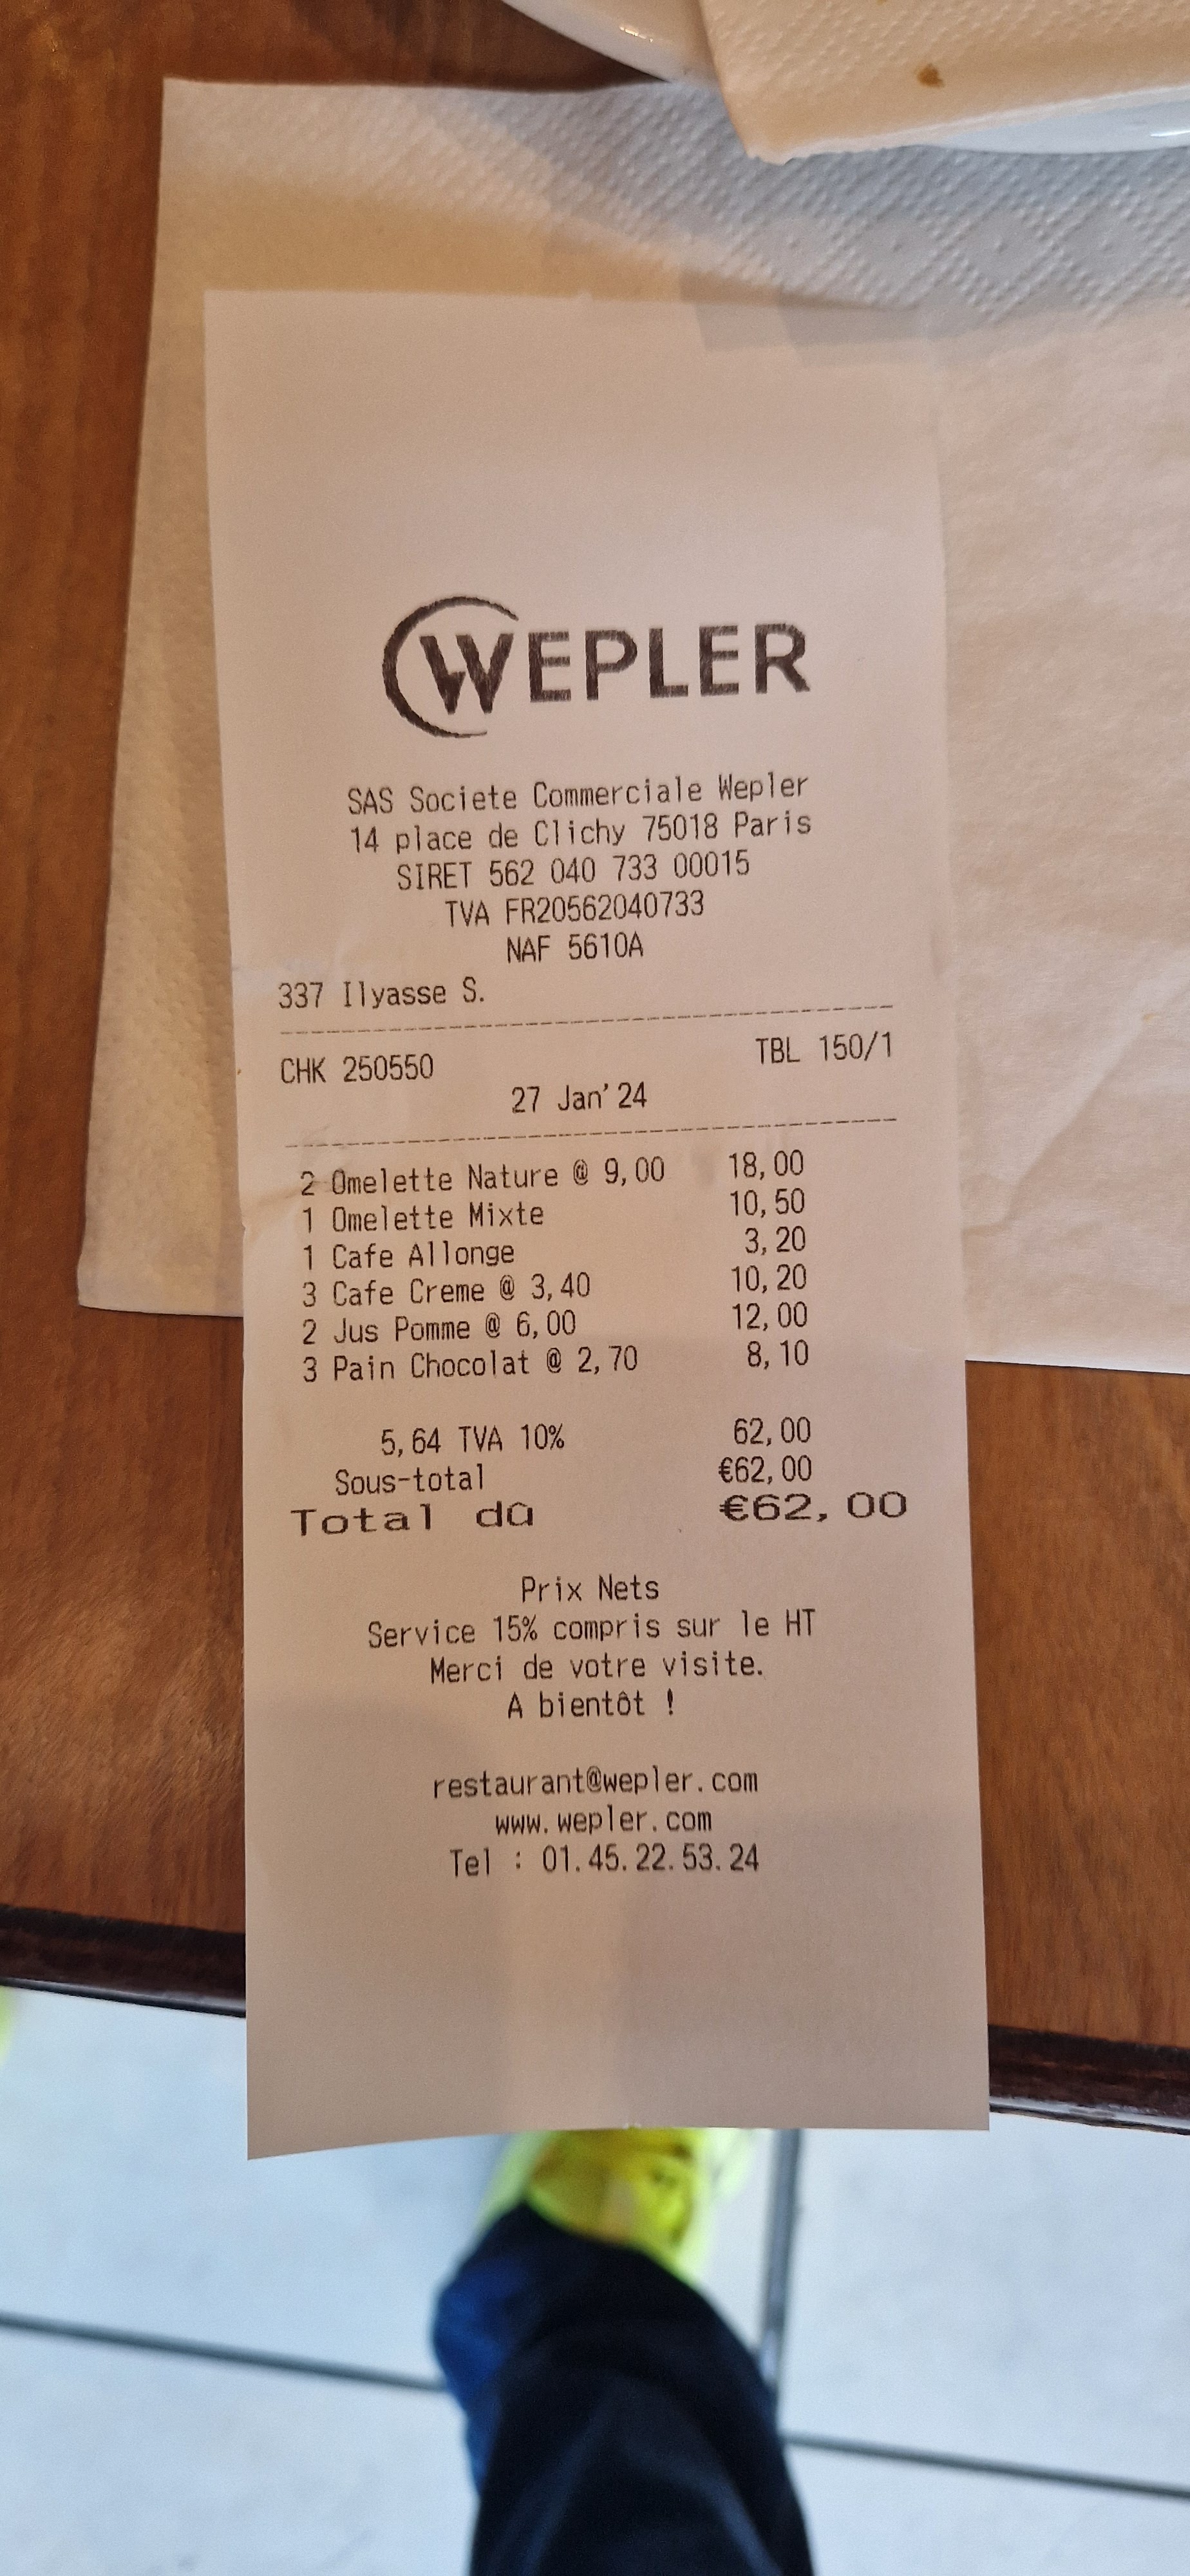 WEPLER
SAS Societe Commerciale Wepler
14 place de Clichy 75018 Paris
SIRET 562 040 733 00015
TVA FR20562040733
NAF 5610A
337 Ilyasse S.
CHK 250550 TBL 150/1
27 Jan'24
2 Omelette Nature @ 9,00 18,00
1 Omelette Mixte 10,50
1 Cafe Allonge 3,20
3 Cafe Creme @ 3,40 10,20
2 Jus Pomme @ 6,00 12,00
3 Pain Chocolat @ 2,70 8,10
5,64 TVA 10% 62,00
Sous-total €62,00
Total dû €62,00
Prix Nets
Service 15% compris sur le HT
Merci de votre visite.
A bientôt !
restaurant@wepler.com
www.wepler.com
Tel : 01.45.22.53.24